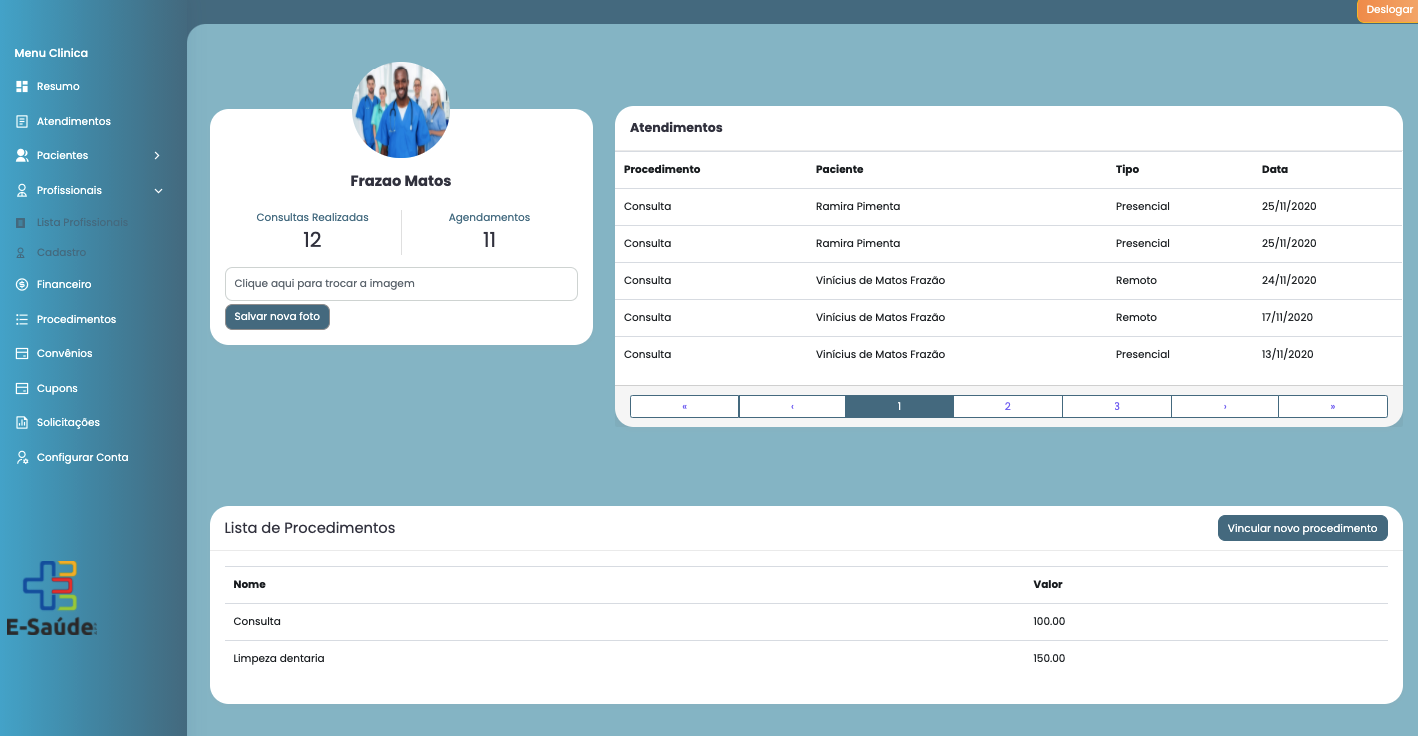 Deslogar
Menu Clinica
Resumo
Atendimentos
Pacientes
Profissionais
Lista Profissionais
Cadastro
Financeiro
Procedimentos
Convênios
Cupons
Solicitações
Configurar Conta
E-Saúde
Frazao Matos
Consultas Realizadas Agendamentos
12 11
Clique aqui para trocar a imagem
Salvar nova foto
Atendimentos
Procedimento Paciente Tipo Data
Consulta Ramira Pimenta Presencial 25/11/2020
Consulta Ramira Pimenta Presencial 25/11/2020
Consulta Vinícius de Matos Frazão Remoto 24/11/2020
Consulta Vinícius de Matos Frazão Remoto 17/11/2020
Consulta Vinícius de Matos Frazão Presencial 13/11/2020
« ‹ 1 2 3 › »
Lista de Procedimentos Vincular novo procedimento
Nome Valor
Consulta 100.00
Limpeza dentaria 150.00